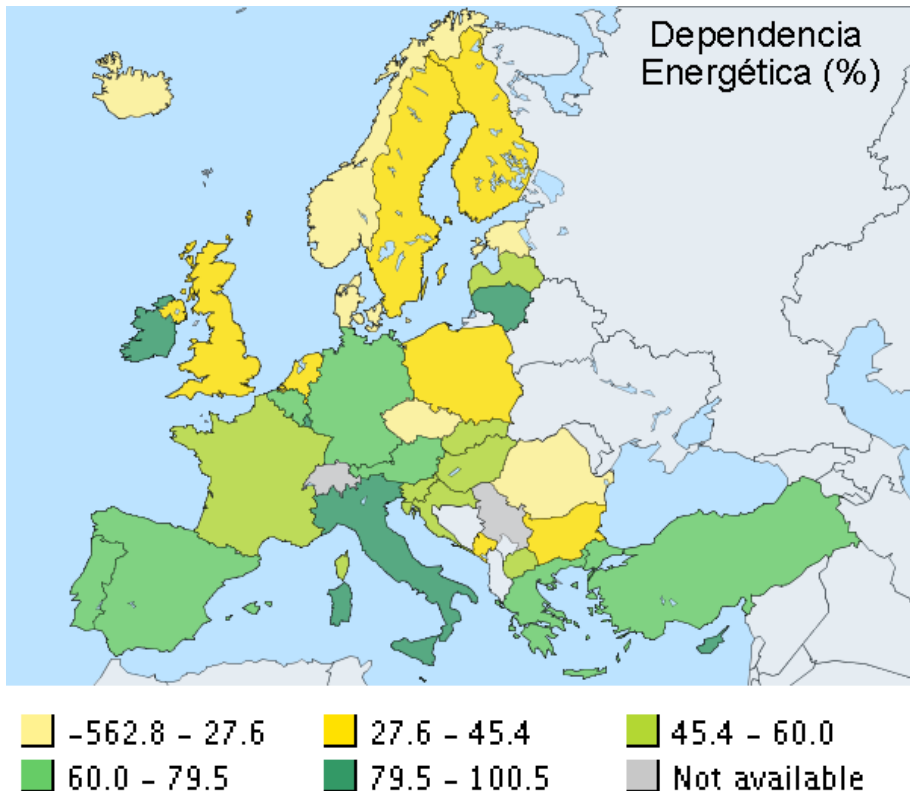 Dependencia
Energética (%)
-562.8 - 27.6
27.6 - 45.4
45.4 - 60.0
60.0 - 79.5
79.5 - 100.5
Not available